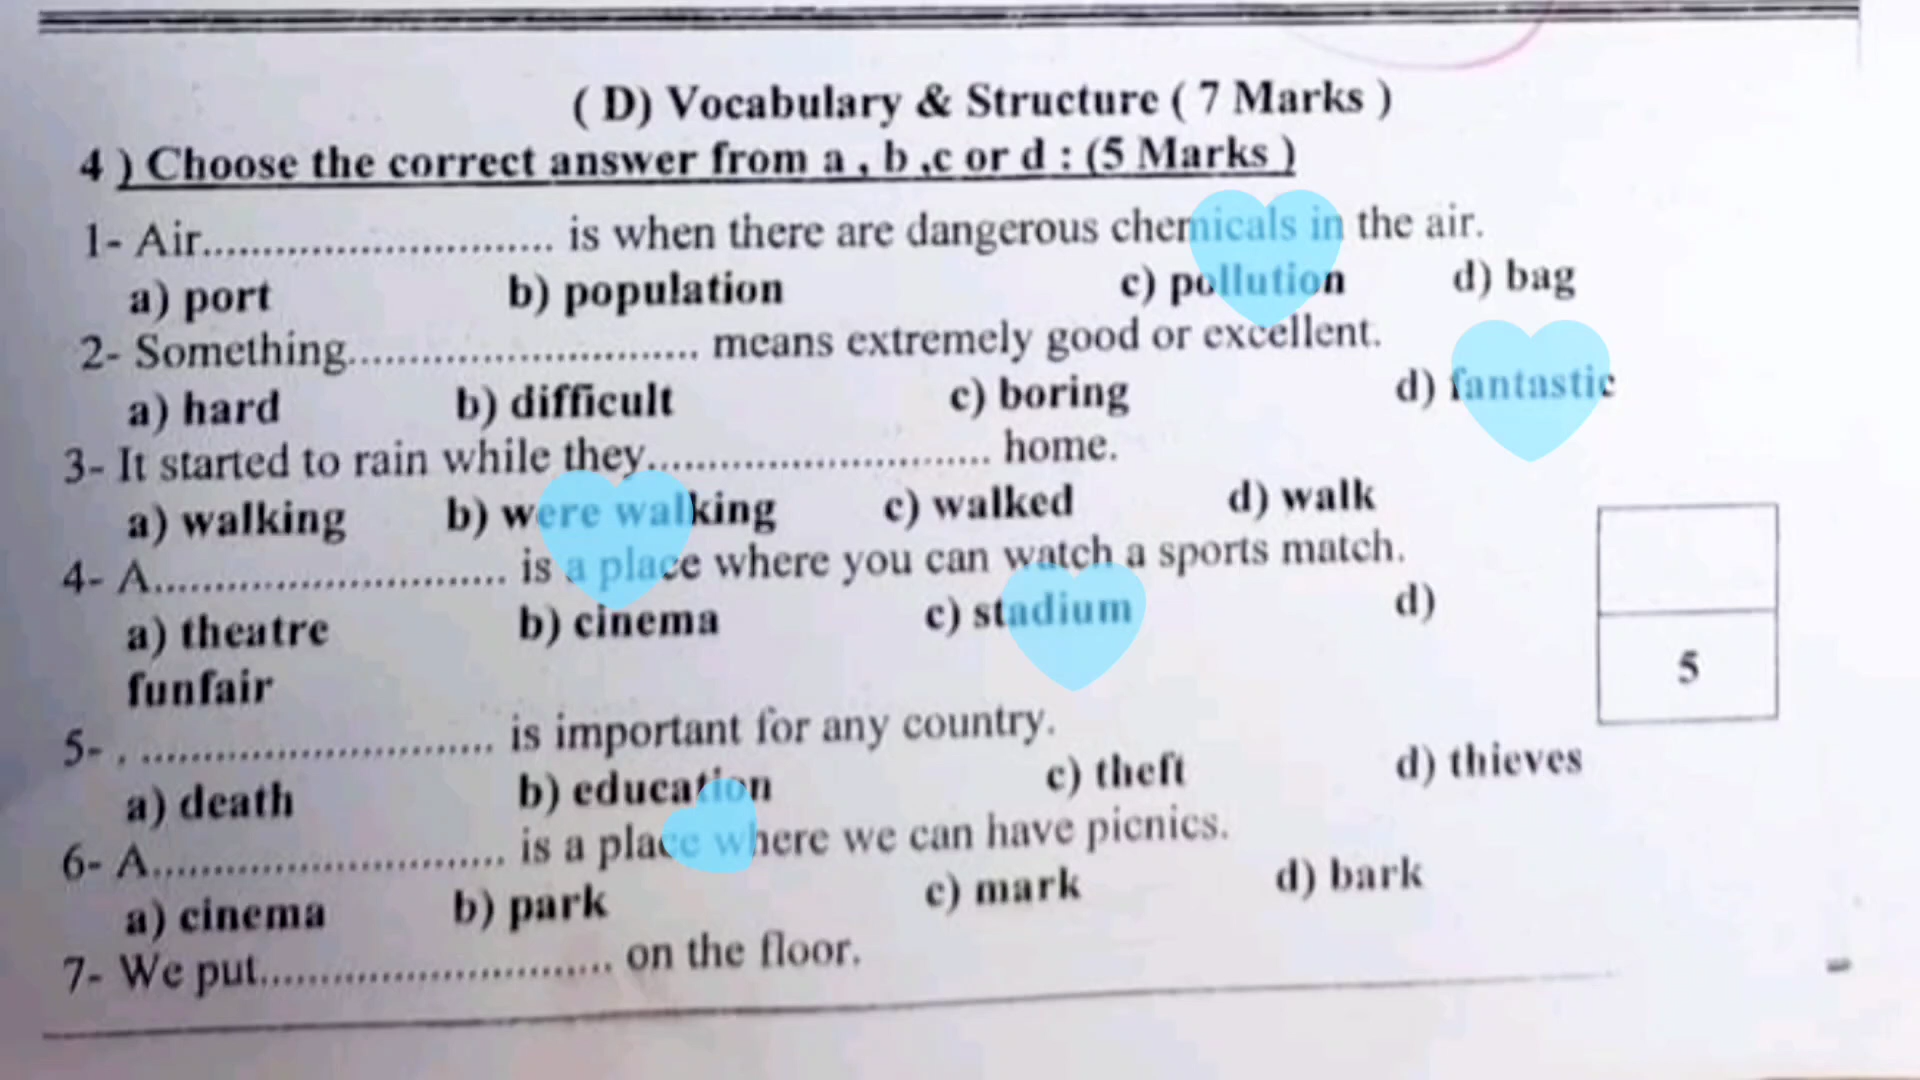 ( D) Vocabulary & Structure ( 7 Marks )
4 ) Choose the correct answer from a , b ,c or d : (5 Marks )
1- Air............................. is when there are dangerous chemicals in the air.
a) port b) population c) pollution d) bag
2- Something............................. means extremely good or excellent.
a) hard b) difficult c) boring d) fantastic
3- It started to rain while they............................. home.
a) walking b) were walking c) walked d) walk
4- A.............................. is a place where you can watch a sports match.
a) theatre b) cinema c) stadium d)
funfair
5- . .............................. is important for any country.
a) death b) education c) theft d) thieves
6- A.............................. is a place where we can have picnics.
a) cinema b) park c) mark d) bark
7- We put.............................. on the floor.
5